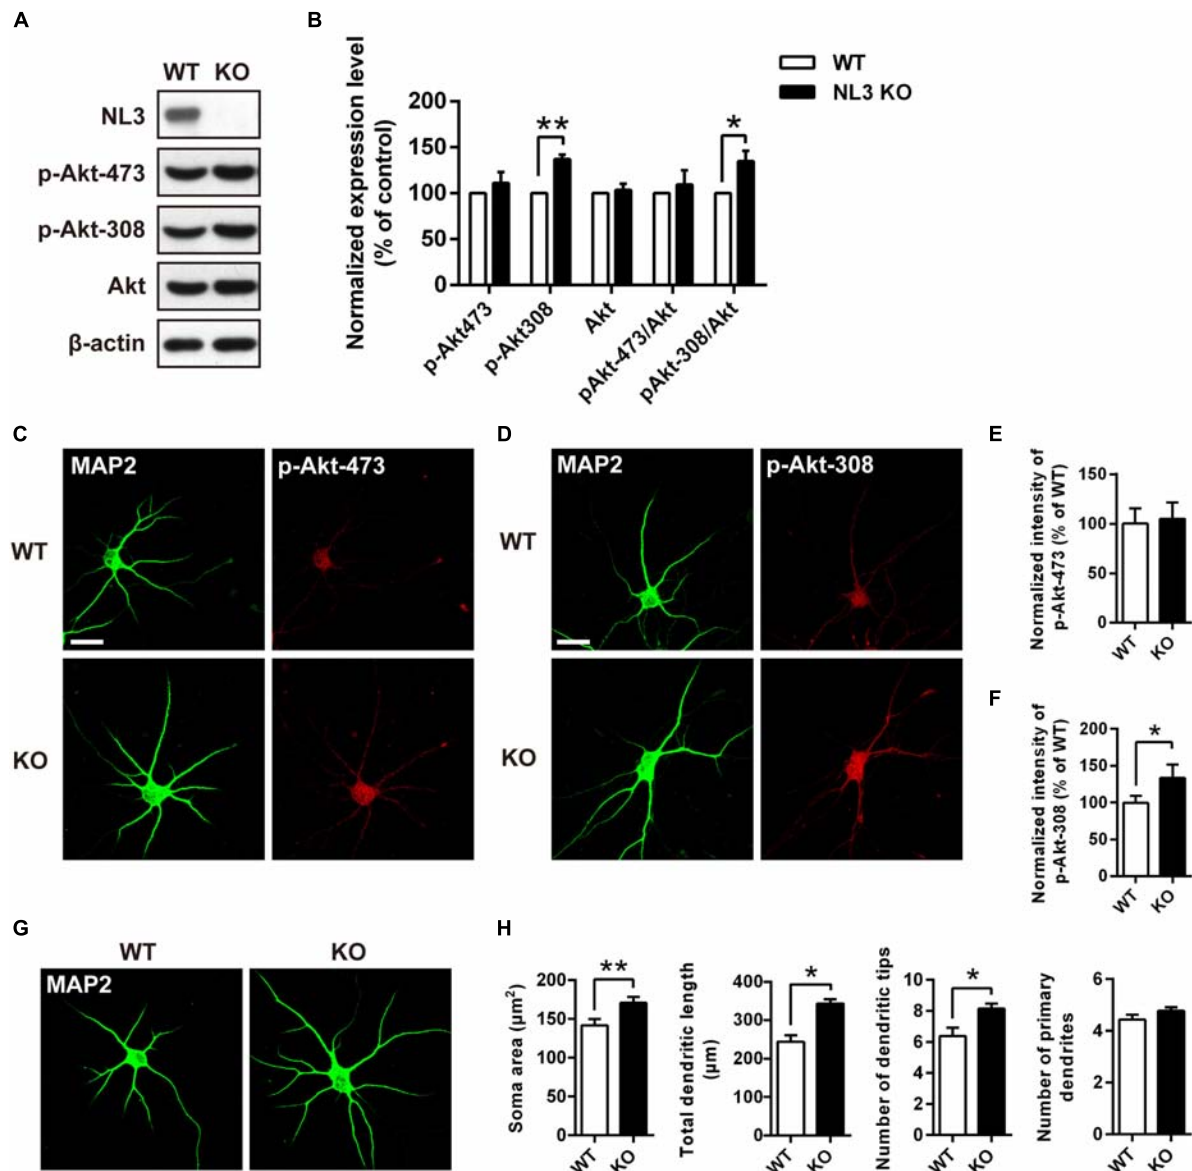 A
B
WT KO
NL3
p-Akt-473
p-Akt-308
Akt
β-actin
Normalized expression level
(% of control)
200
150
100
50
0
**
*
WT
NL3 KO
p-Akt473
p-Akt308
Akt
pAkt-473/Akt
pAkt-308/Akt
C
MAP2
p-Akt-473
WT
KO
D
MAP2
p-Akt-308
WT
KO
E
Normalized intensity of
p-Akt-473 (% of WT)
150
100
50
0
WT
KO
F
Normalized intensity of
p-Akt-308 (% of WT)
200
150
100
50
0
*
WT
KO
G
WT
KO
MAP2
H
Soma area (µm²)
200
150
100
50
0
**
WT
KO
Total dendritic length
(µm)
400
300
200
100
0
*
WT
KO
Number of dendritic tips
10
8
6
4
2
0
*
WT
KO
Number of primary
dendrites
6
4
2
0
WT
KO